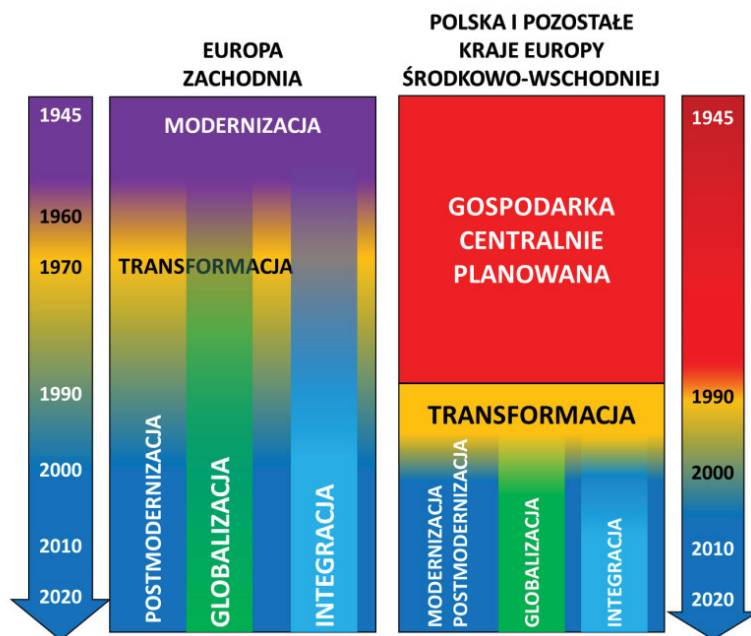 EUROPA
ZACHODNIA
POLSKA I POZOSTAŁE
KRAJE EUROPY
ŚRODKOWO-WSCHODNIEJ
1945
1960
1970
1990
2000
2010
2020
MODERNIZACJA
TRANSFORMACJA
POSTMODERNIZACJA
GLOBALIZACJA
INTEGRACJA
GOSPODARKA
CENTRALNIE
PLANOWANA
TRANSFORMACJA
MODERNIZACJA
POSTMODERNIZACJA
GLOBALIZACJA
INTEGRACJA
1945
1990
2000
2010
2020